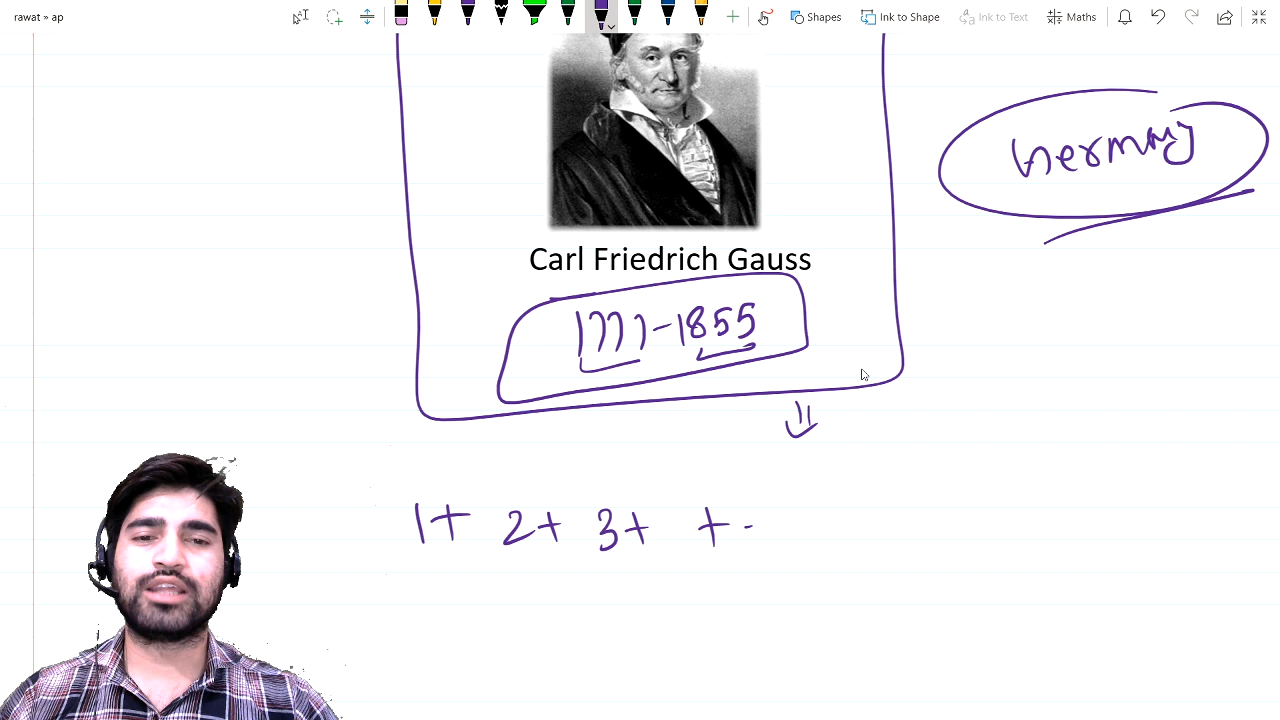 rawat » ap
Shapes
Ink to Shape
Ink to Text
Maths
Germany
Carl Friedrich Gauss
1777-1855
1+ 2+ 3+ + -